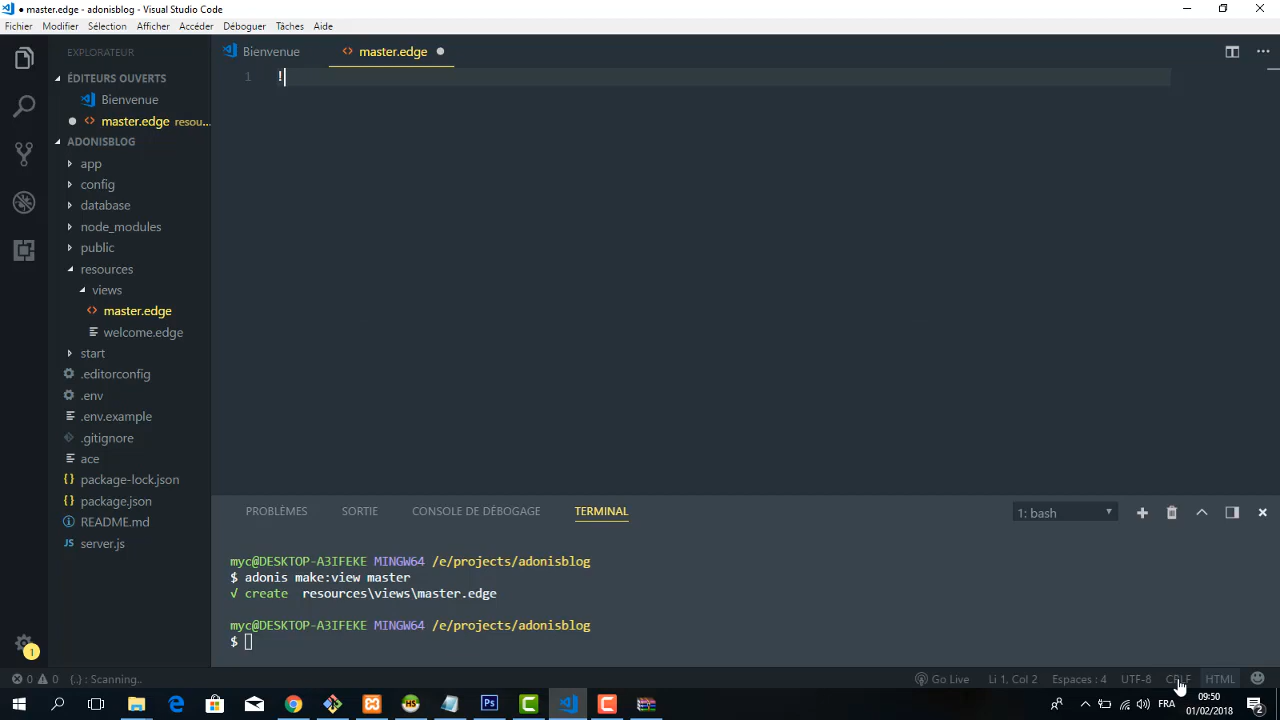 ● master.edge - adonisblog - Visual Studio Code
Fichier Modifier Sélection Afficher Accéder Déboguer Tâches Aide
EXPLORATEUR
ÉDITEURS OUVERTS
Bienvenue
master.edge resou...
ADONISBLOG
app
config
database
node_modules
public
resources
views
master.edge
welcome.edge
start
.editorconfig
.env
.env.example
.gitignore
ace
package-lock.json
package.json
README.md
server.js
Bienvenue master.edge
1 !
PROBLÈMES SORTIE CONSOLE DE DÉBOGAGE TERMINAL 1: bash
myc@DESKTOP-A3IFEKE MINGW64 /e/projects/adonisblog
$ adonis make:view master
√ create resources\views\master.edge
myc@DESKTOP-A3IFEKE MINGW64 /e/projects/adonisblog
$
1
0 0 {..} : Scanning.. Go Live Li 1, Col 2 Espaces : 4 UTF-8 CRLF HTML
FRA 09:50
01/02/2018 2